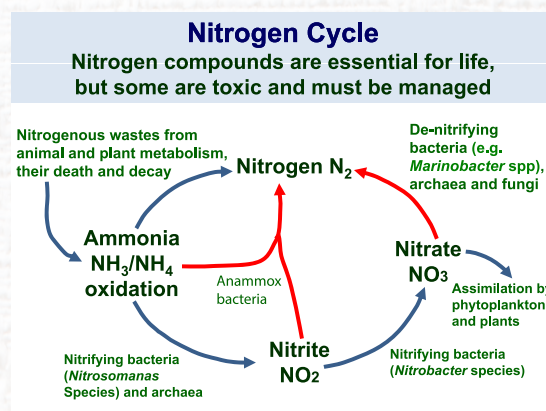 Nitrogen Cycle
Nitrogen compounds are essential for life,
but some are toxic and must be managed
Nitrogenous wastes from
animal and plant metabolism,
their death and decay
Nitrogen N2
De-nitrifying
bacteria (e.g.
Marinobacter spp),
archaea and fungi
Ammonia
NH3/NH4
oxidation
Anammox
bacteria
Nitrate
NO3
Assimilation by
phytoplankton
and plants
Nitrifying bacteria
(Nitrosomanas
Species) and archaea
Nitrite
NO2
Nitrifying bacteria
(Nitrobacter species)